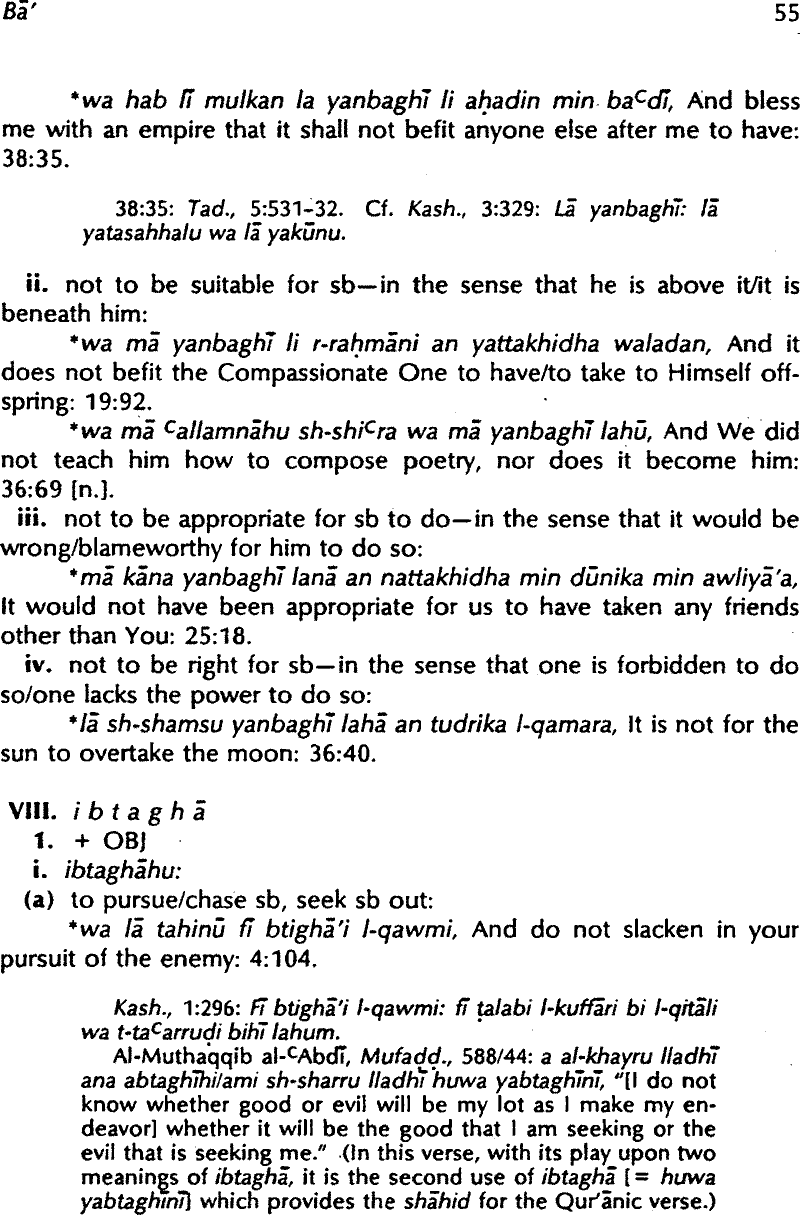 Bā' 55
*wa hab lī mulkan la yanbaghī li aḥadin min ba<sup>c</sup>dī, And bless
me with an empire that it shall not befit anyone else after me to have:
38:35.
38:35: Tad., 5:531-32. Cf. Kash., 3:329: Lā yanbaghī: lā
yatasahhalu wa lā yakūnu.
ii. not to be suitable for sb—in the sense that he is above it/it is
beneath him:
*wa mā yanbaghī li r-raḥmāni an yattakhidha waladan, And it
does not befit the Compassionate One to have/to take to Himself off-
spring: 19:92.
*wa mā <sup>c</sup>allamnāhu sh-shi<sup>c</sup>ra wa mā yanbaghī lahū, And We did
not teach him how to compose poetry, nor does it become him:
36:69 [n.].
iii. not to be appropriate for sb to do—in the sense that it would be
wrong/blameworthy for him to do so:
*mā kāna yanbaghī lanā an nattakhidha min dūnika min awliyā'a,
It would not have been appropriate for us to have taken any friends
other than You: 25:18.
iv. not to be right for sb—in the sense that one is forbidden to do
so/one lacks the power to do so:
*lā sh-shamsu yanbaghī lahā an tudrika l-qamara, It is not for the
sun to overtake the moon: 36:40.
VIII. i b t a g h ā
1. + OBJ
i. ibtaghāhu:
(a) to pursue/chase sb, seek sb out:
*wa lā tahinū fī btighā'i l-qawmi, And do not slacken in your
pursuit of the enemy: 4:104.
Kash., 1:296: Fī btighā'i l-qawmi: fī ṭalabi l-kuffāri bi l-qitāli
wa t-ta<sup>c</sup>arruḍi bihī lahum.
Al-Muthaqqib al-<sup>c</sup>Abdī, Mufaḍḍ., 588/44: a al-khayru lladhī
ana abtaghīhi/ami sh-sharru lladhī huwa yabtaghīnī, "[I do not
know whether good or evil will be my lot as I make my en-
deavor] whether it will be the good that I am seeking or the
evil that is seeking me." (In this verse, with its play upon two
meanings of ibtaghā, it is the second use of ibtaghā [= huwa
yabtaghīnī] which provides the shāhid for the Qur'ānic verse.)